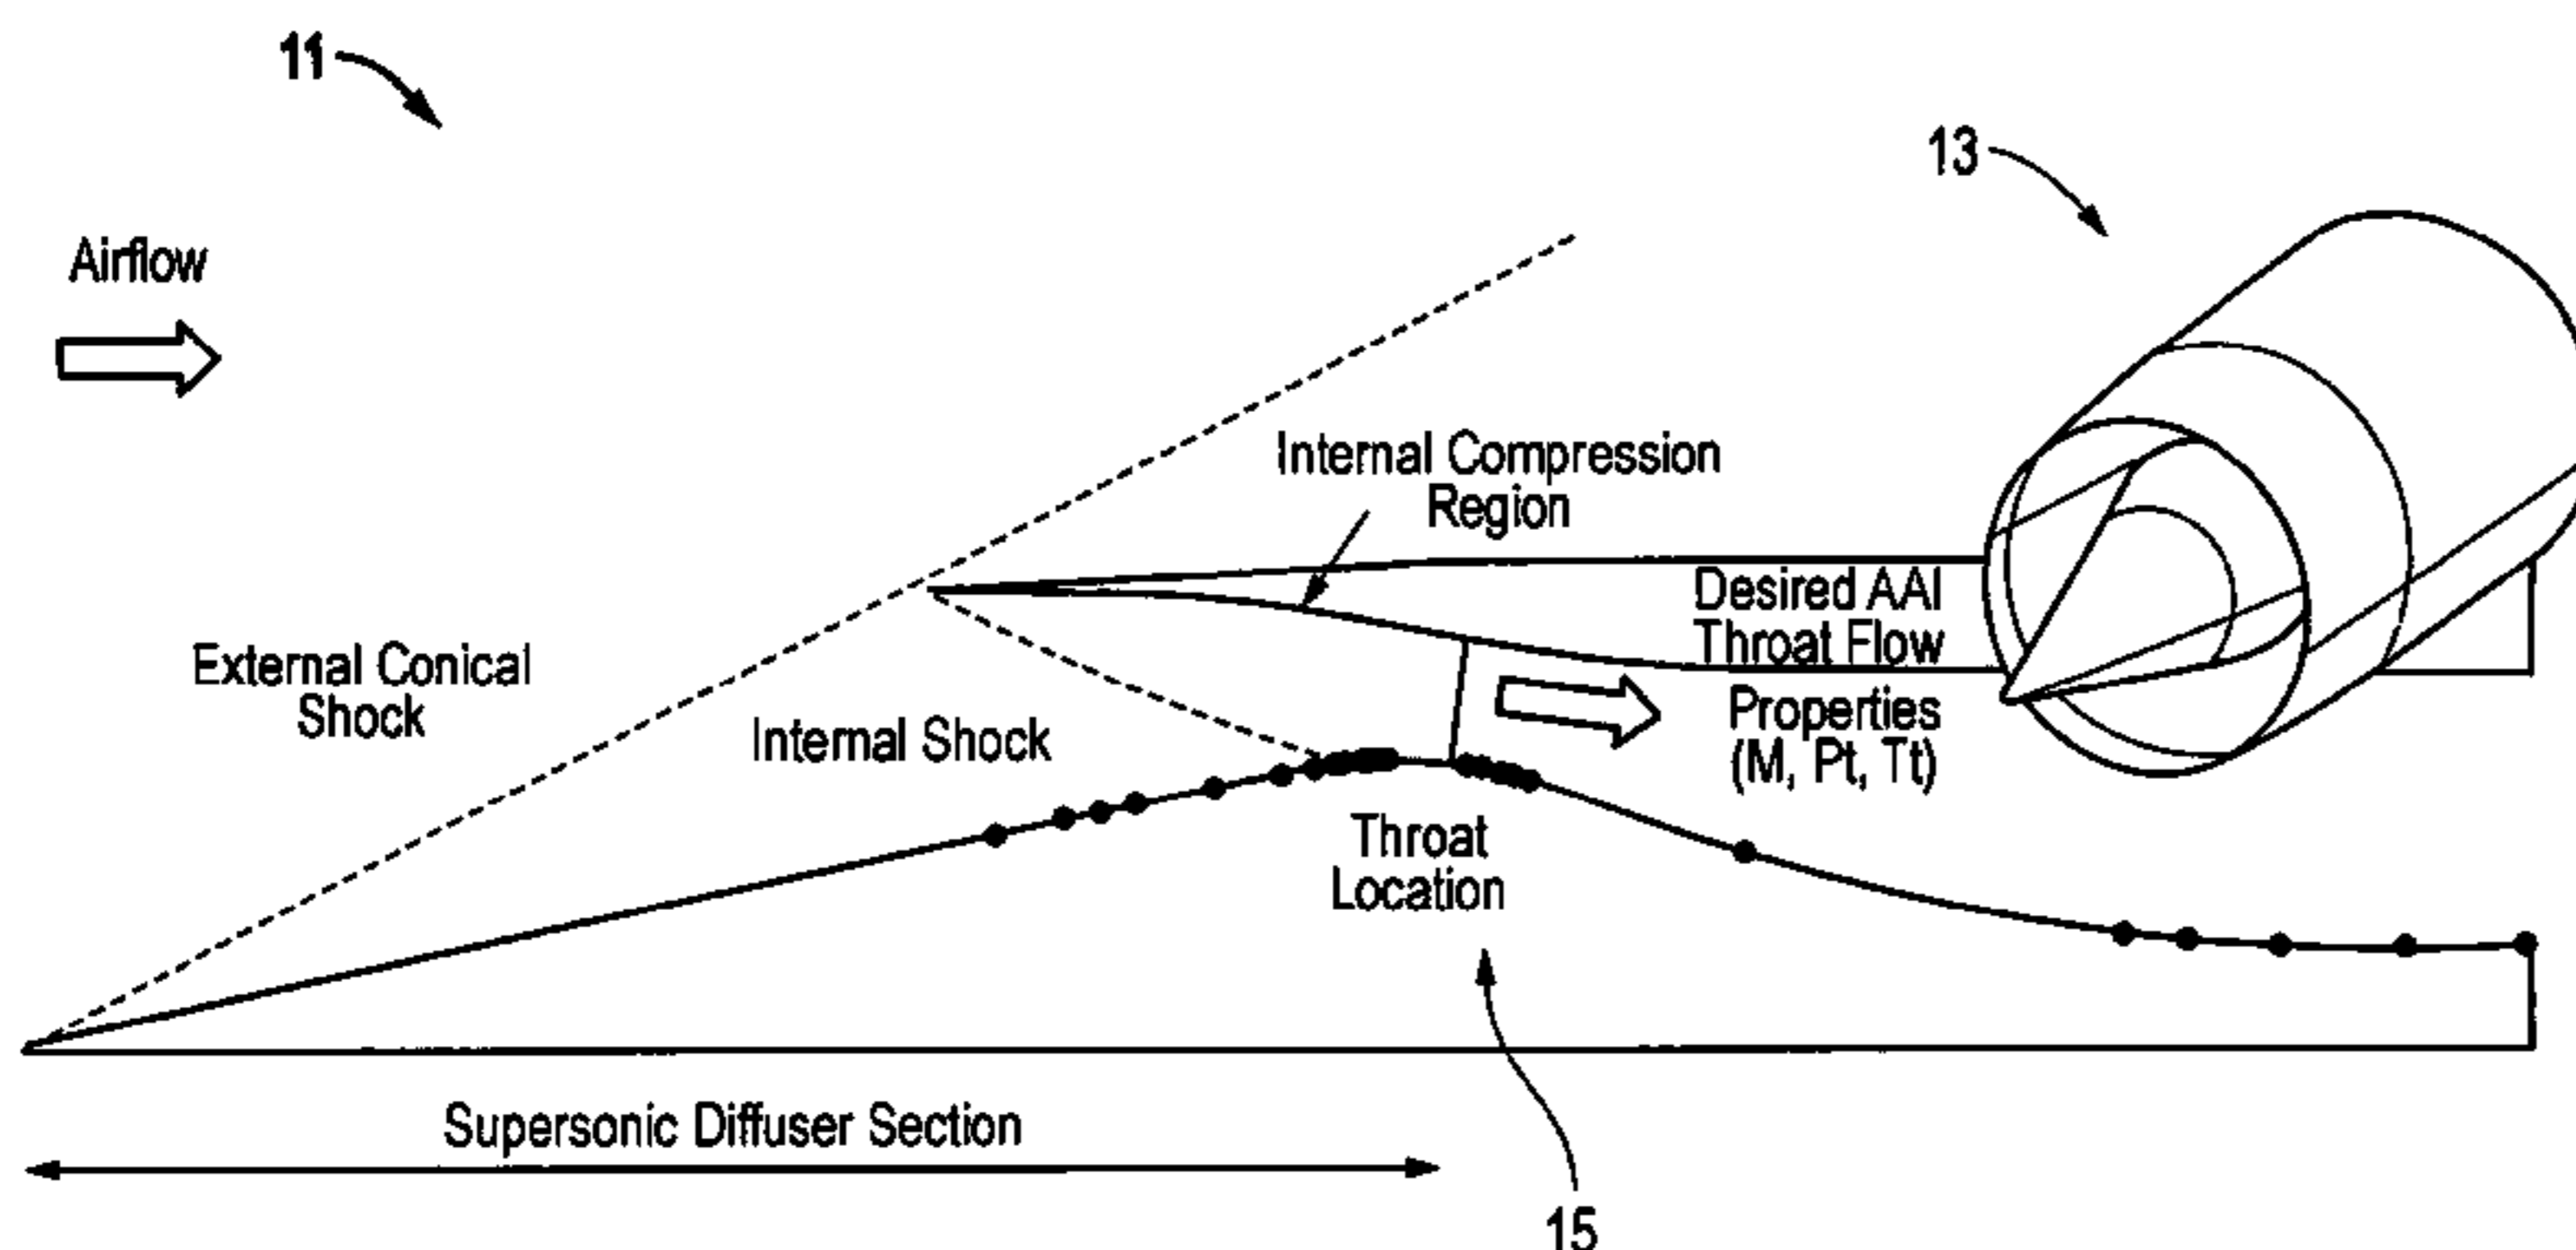 11
13
Airflow
Internal Compression
Region
Desired AAI
Throat Flow
Properties
(M, Pt, Tt)
External Conical
Shock
Internal Shock
Throat
Location
Supersonic Diffuser Section
15